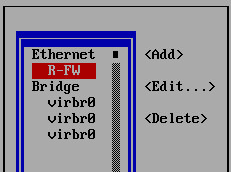 Ethernet
R-FW
Bridge
virbr0
virbr0
virbr0
<Add>
<Edit...>
<Delete>